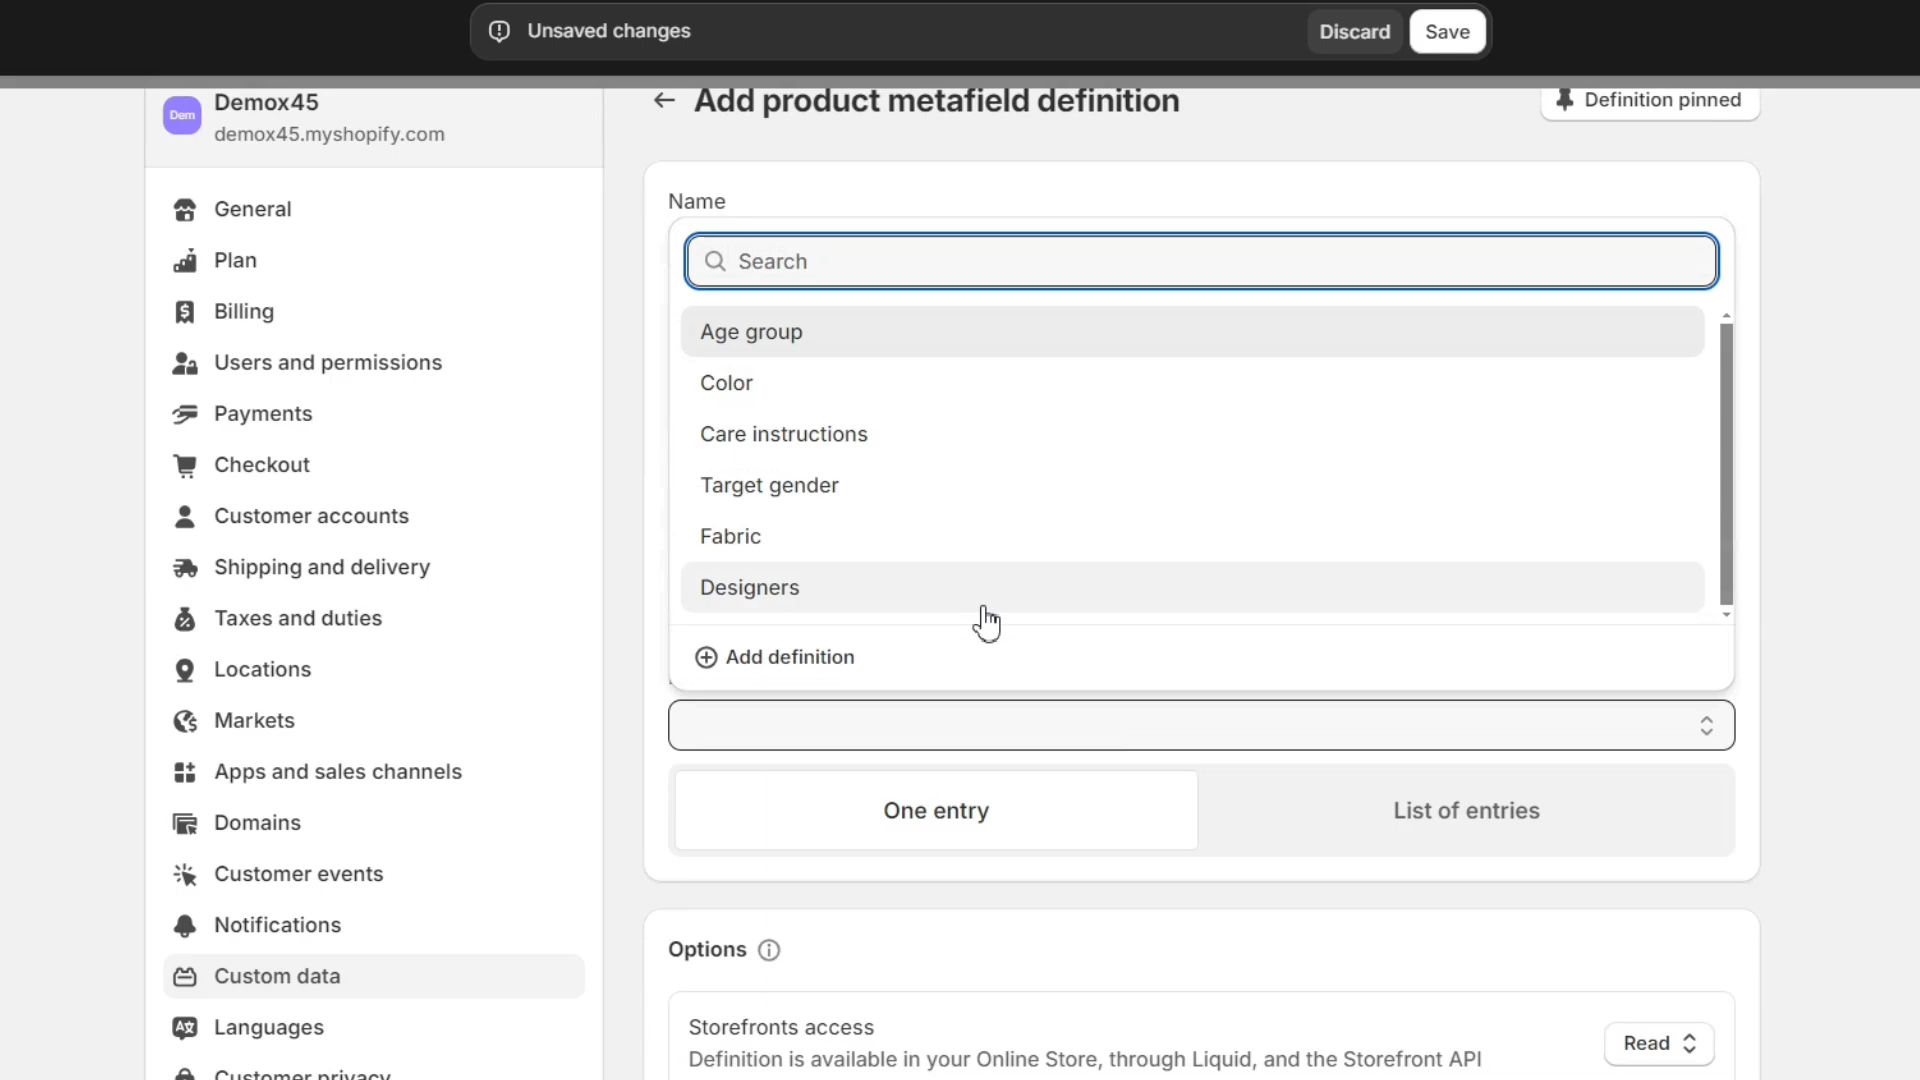 Unsaved changes
Discard
Save
Dem
Demox45
demox45.myshopify.com
General
Plan
Billing
Users and permissions
Payments
Checkout
Customer accounts
Shipping and delivery
Taxes and duties
Locations
Markets
Apps and sales channels
Domains
Customer events
Notifications
Custom data
Languages
Customer privacy
Add product metafield definition
Definition pinned
Name
Search
Age group
Color
Care instructions
Target gender
Fabric
Designers
Add definition
One entry
List of entries
Options
Storefronts access
Definition is available in your Online Store, through Liquid, and the Storefront API
Read